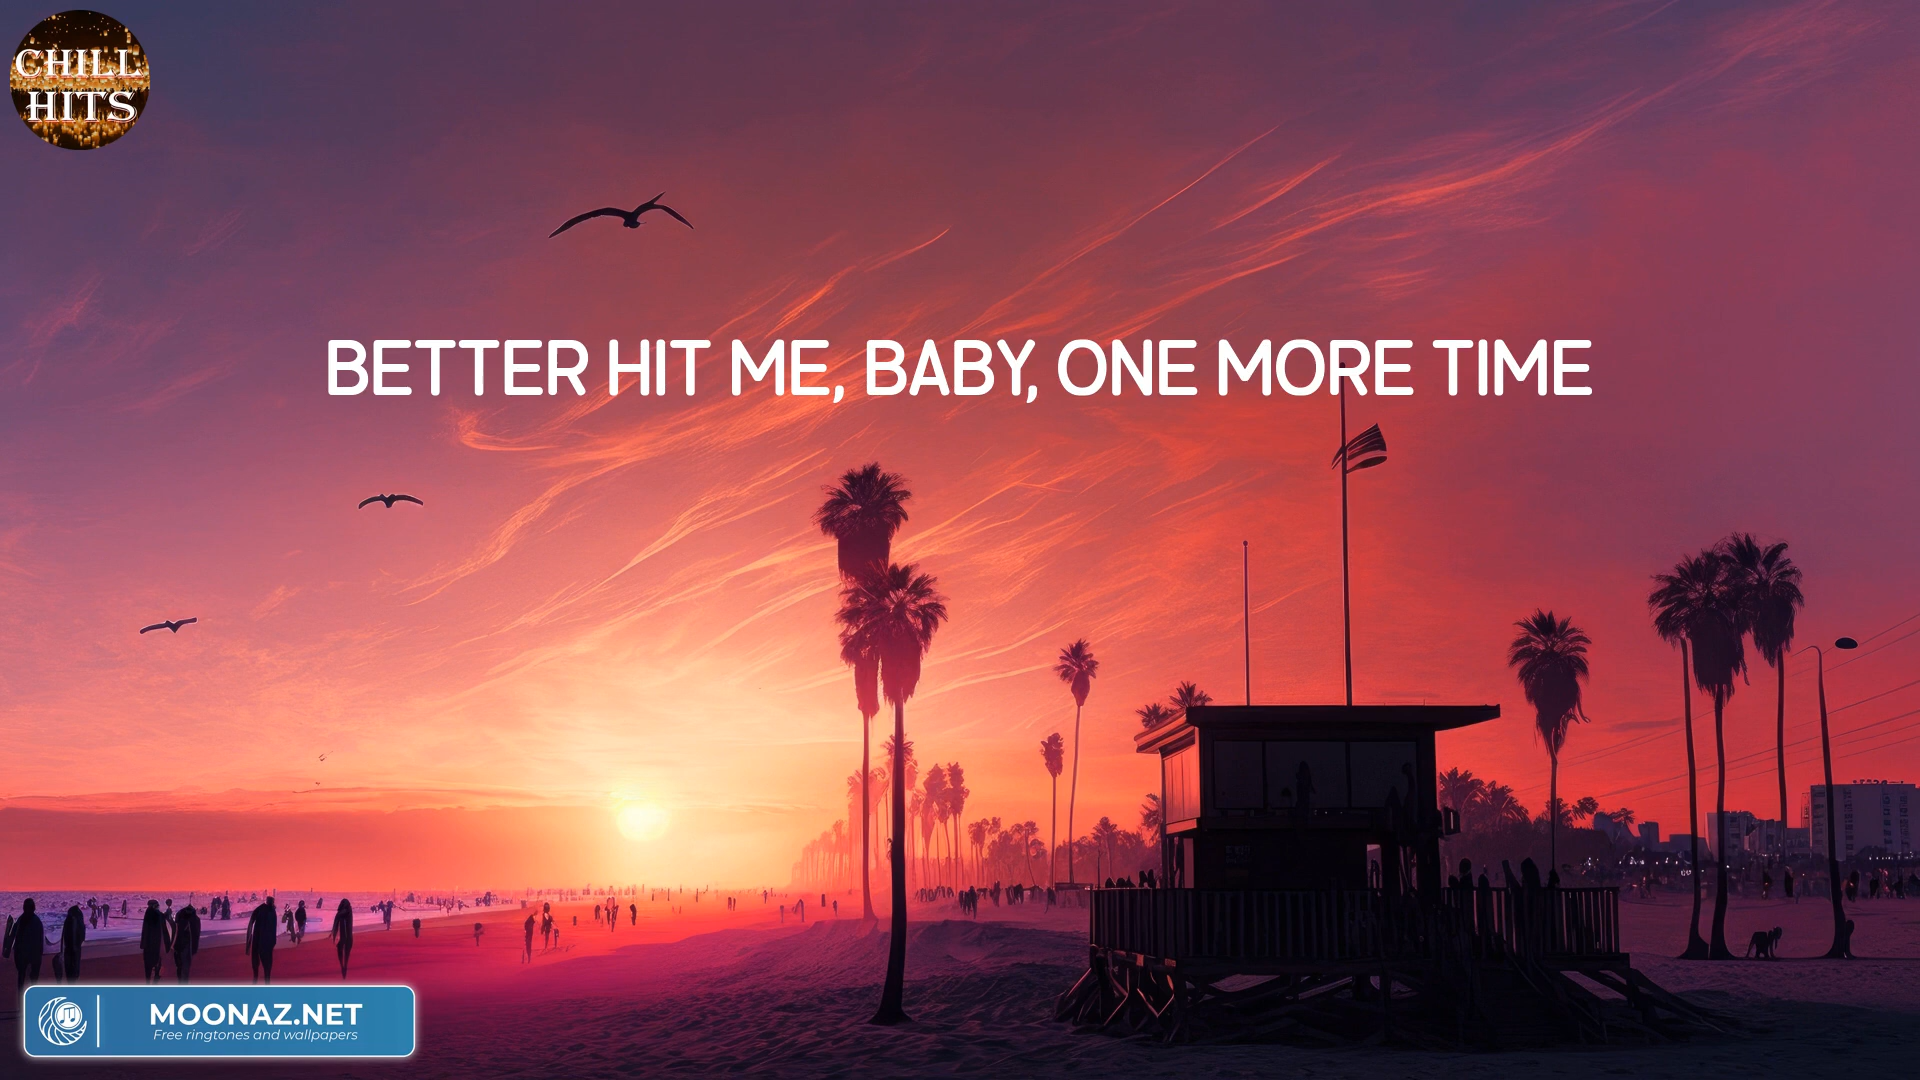 CHILL
HITS
BETTER HIT ME, BABY, ONE MORE TIME
MOONAZ.NET
Free ringtones and wallpapers